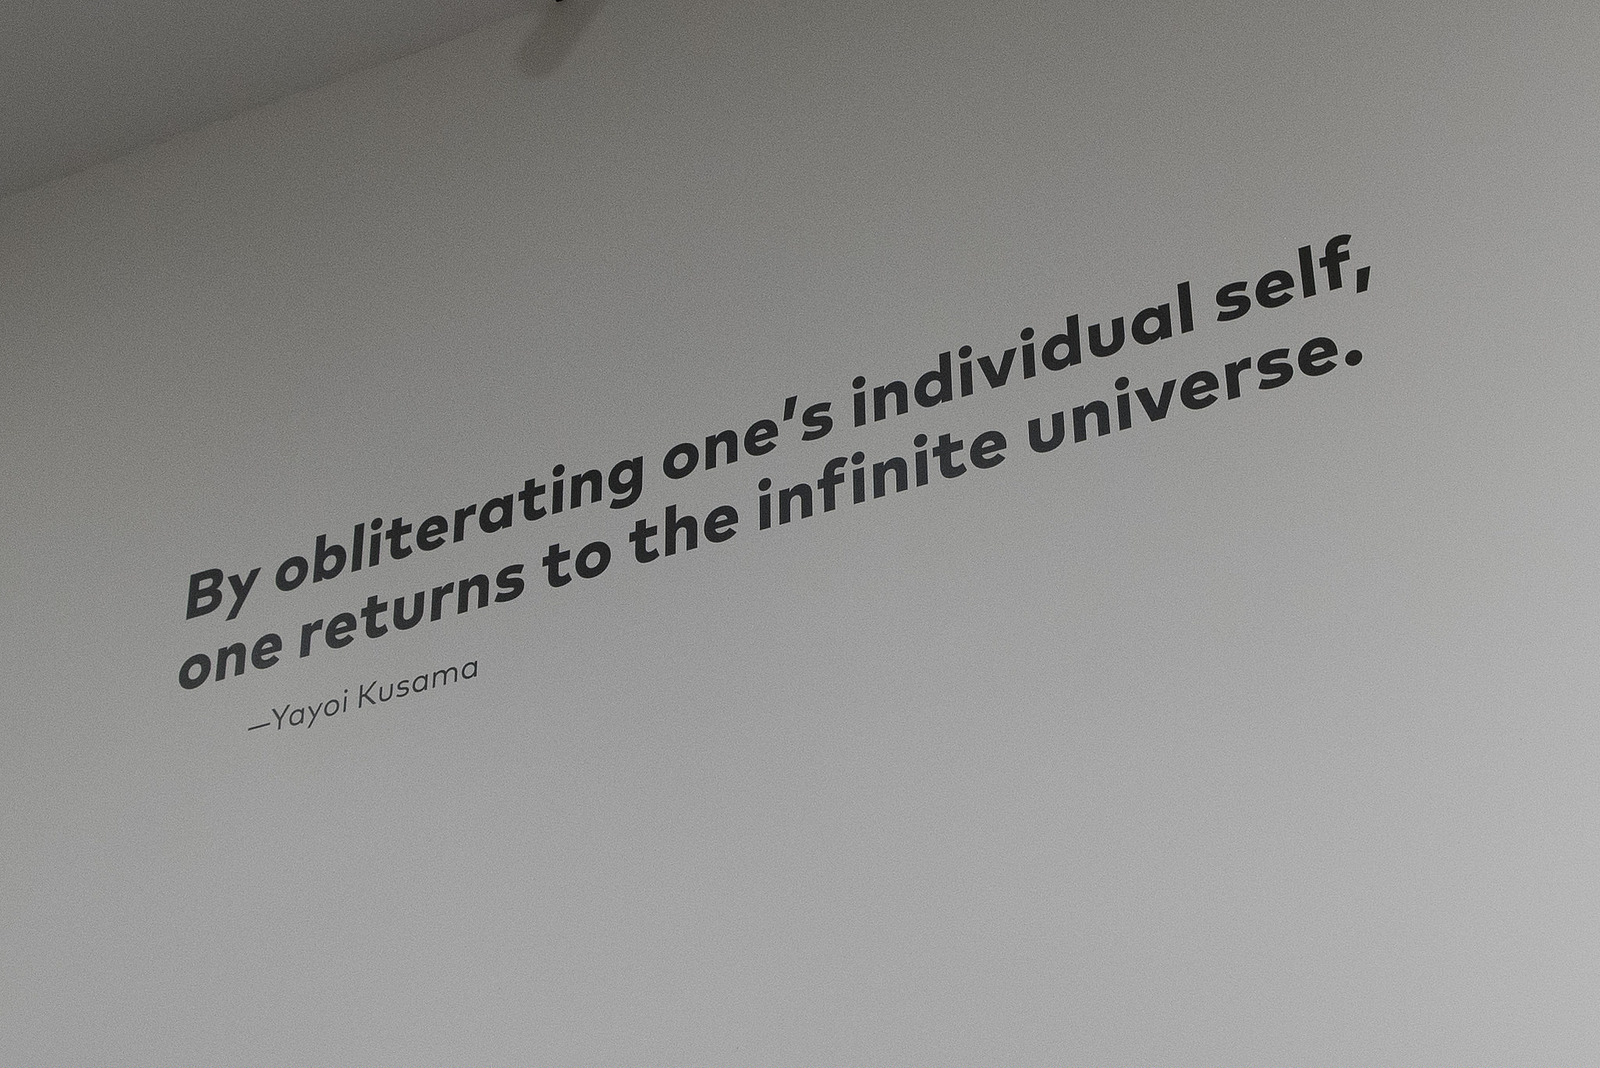 By obliterating one’s individual self,
one returns to the infinite universe.
—Yayoi Kusama